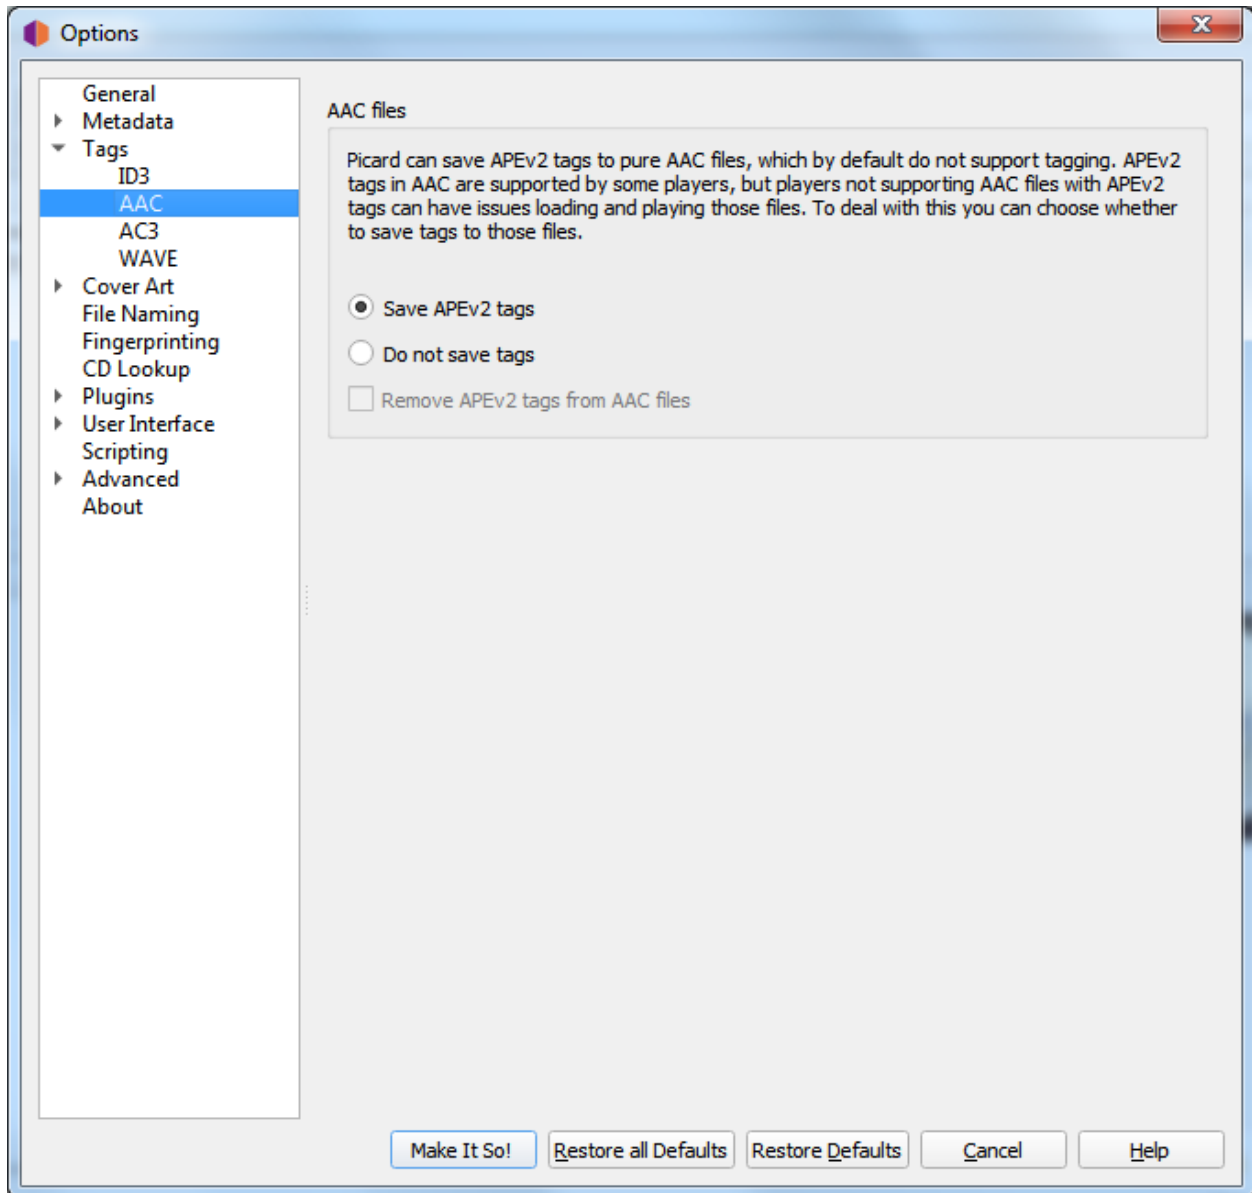 Options
General
Metadata
Tags
ID3
AAC
AC3
WAVE
Cover Art
File Naming
Fingerprinting
CD Lookup
Plugins
User Interface
Scripting
Advanced
About
AAC files
Picard can save APEv2 tags to pure AAC files, which by default do not support tagging. APEv2
tags in AAC are supported by some players, but players not supporting AAC files with APEv2
tags can have issues loading and playing those files. To deal with this you can choose whether
to save tags to those files.
Save APEv2 tags
Do not save tags
Remove APEv2 tags from AAC files
Make It So! Restore all Defaults Restore Defaults Cancel Help